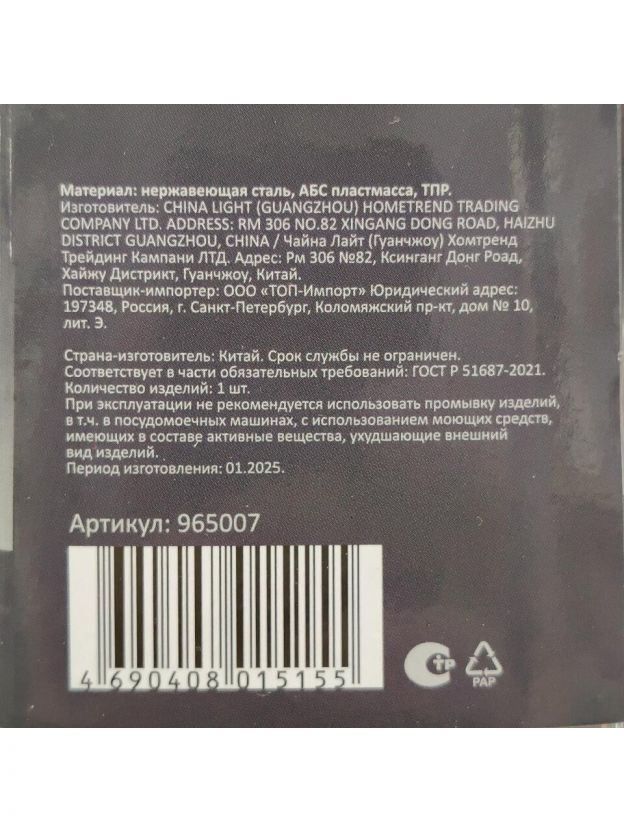 Материал: нержавеющая сталь, АБС пластмасса, ТПР.
Изготовитель: CHINA LIGHT (GUANGZHOU) HOMETREND TRADING
COMPANY LTD. ADDRESS: RM 306 NO.82 XINGANG DONG ROAD, HAIZHU
DISTRICT GUANGZHOU, CHINA / Чайна Лайт (Гуанчжоу) Хомтренд
Трейдинг Кампани ЛТД. Адрес: Рм 306 №82, Ксинганг Донг Роад,
Хайжу Дистрикт, Гуанчжоу, Китай.
Поставщик-импортер: ООО «ТОП-Импорт» Юридический адрес:
197348, Россия, г. Санкт-Петербург, Коломяжский пр-кт, дом № 10,
лит. Э.
Страна-изготовитель: Китай. Срок службы не ограничен.
Соответствует в части обязательных требований: ГОСТ Р 51687-2021.
Количество изделий: 1 шт.
При эксплуатации не рекомендуется использовать промывку изделий,
в т.ч. в посудомоечных машинах, с использованием моющих средств,
имеющих в составе активные вещества, ухудшающие внешний
вид изделий.
Период изготовления: 01.2025.
Артикул: 965007
4 690408 015155
СТР
PAP